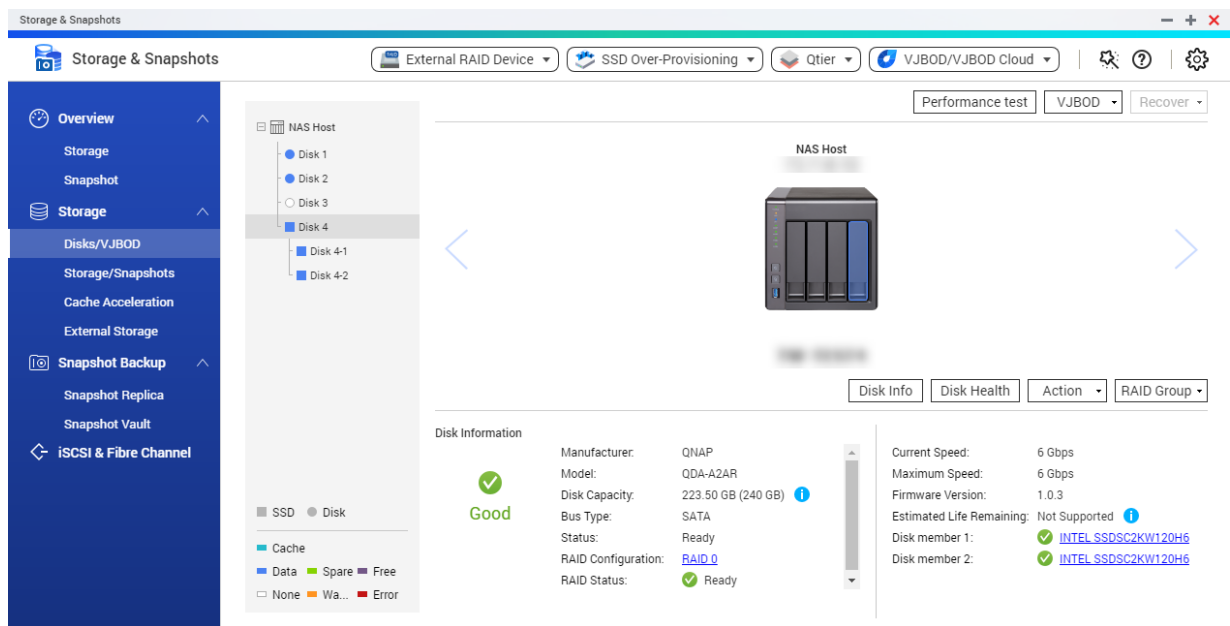 Storage & Snapshots
Storage & Snapshots
External RAID Device
SSD Over-Provisioning
Qtier
VJBOD/VJBOD Cloud
Overview
Storage
Snapshot
Storage
Disks/VJBOD
Storage/Snapshots
Cache Acceleration
External Storage
Snapshot Backup
Snapshot Replica
Snapshot Vault
iSCSI & Fibre Channel
NAS Host
Disk 1
Disk 2
Disk 3
Disk 4
Disk 4-1
Disk 4-2
SSD Disk
Cache
Data Spare Free
None Wa... Error
Performance test VJBOD Recover
NAS Host
Disk Info Disk Health Action RAID Group
Disk Information
Good
Manufacturer: QNAP
Model: QDA-A2AR
Disk Capacity: 223.50 GB (240 GB)
Bus Type: SATA
Status: Ready
RAID Configuration: RAID 0
RAID Status: Ready
Current Speed: 6 Gbps
Maximum Speed: 6 Gbps
Firmware Version: 1.0.3
Estimated Life Remaining: Not Supported
Disk member 1: INTEL SSDSC2KW120H6
Disk member 2: INTEL SSDSC2KW120H6